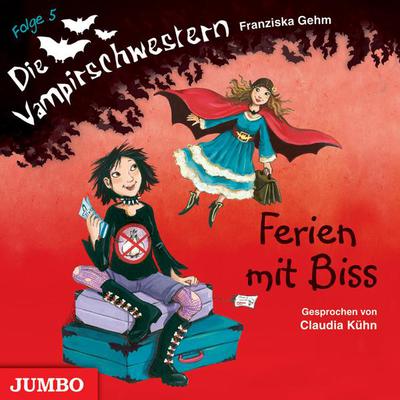 Folge 5
Franziska Gehm
Die
Vampirschwestern
Ferien
mit Biss
Gesprochen von
Claudia Kühn
JUMBO